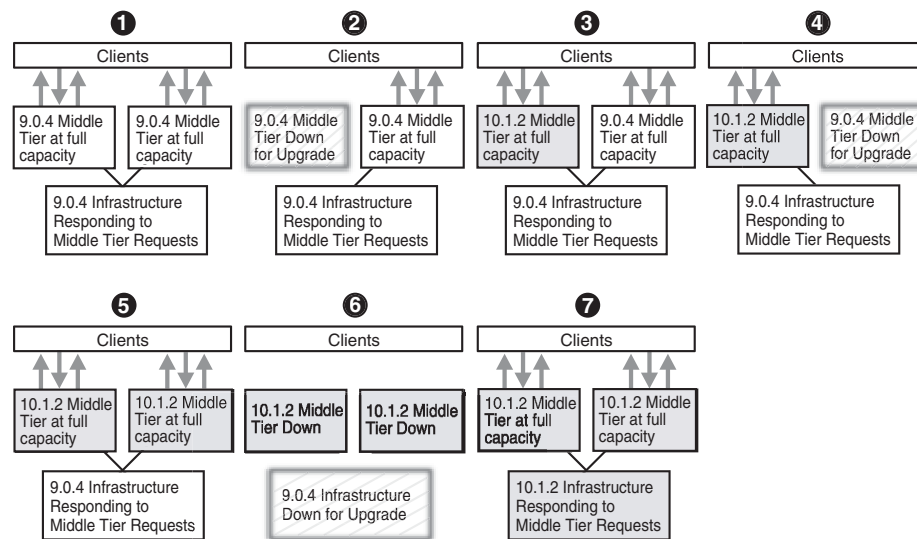 1
Clients
9.0.4 Middle
Tier at full
capacity
9.0.4 Middle
Tier at full
capacity
9.0.4 Infrastructure
Responding to
Middle Tier Requests
2
Clients
9.0.4 Middle
Tier Down
for Upgrade
9.0.4 Middle
Tier at full
capacity
9.0.4 Infrastructure
Responding to
Middle Tier Requests
3
Clients
10.1.2 Middle
Tier at full
capacity
9.0.4 Middle
Tier at full
capacity
9.0.4 Infrastructure
Responding to
Middle Tier Requests
4
Clients
10.1.2 Middle
Tier at full
capacity
9.0.4 Middle
Tier Down
for Upgrade
9.0.4 Infrastructure
Responding to
Middle Tier Requests
5
Clients
10.1.2 Middle
Tier at full
capacity
10.1.2 Middle
Tier at full
capacity
9.0.4 Infrastructure
Responding to
Middle Tier Requests
6
Clients
10.1.2 Middle
Tier Down
10.1.2 Middle
Tier Down
9.0.4 Infrastructure
Down for Upgrade
7
Clients
10.1.2 Middle
Tier at full
capacity
10.1.2 Middle
Tier at full
capacity
10.1.2 Infrastructure
Responding to
Middle Tier Requests